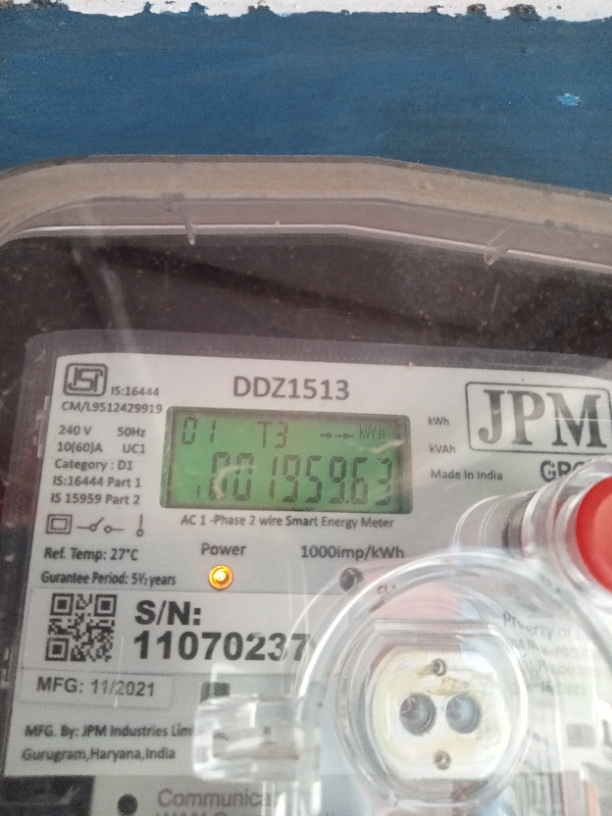 IS:16444
CM/L9512429919
DDZ1513
JPM
240 V 50Hz
10(60)A UC1
Category : D1
IS:16444 Part 1
IS 15959 Part 2
01 T3 kWh
001959.63
kWh
kVAh
Made in India
AC 1 -Phase 2 wire Smart Energy Meter
Ref. Temp: 27°C
Power
1000imp/kWh
Gurantee Period: 5½ years
S/N:
11070237
MFG: 11/2021
MFG. By: JPM Industries
Gurugram,Haryana,India